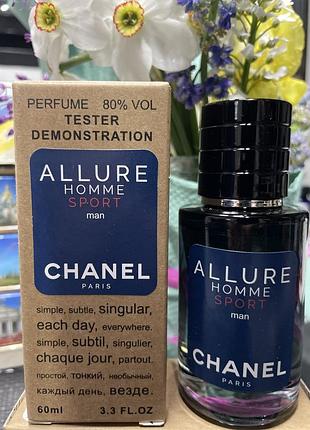 PERFUME 80% VOL
TESTER
DEMONSTRATION
ALLURE
HOMME
SPORT
man
CHANEL
PARIS
simple, subtle, singular,
each day, everywhere.
simple, subtil, singulier,
chaque jour, partout.
простой, тонкий, необычный,
каждый день, везде.
60ml 3.3 FL.OZ
ALLURE
HOMME
SPORT
man
CHANEL
PARIS